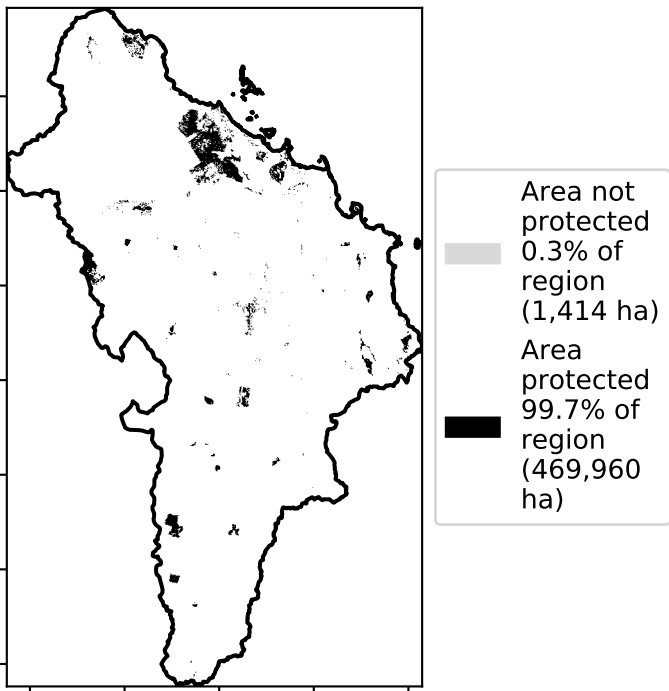 Area not
protected
0.3% of
region
(1,414 ha)
Area
protected
99.7% of
region
(469,960
ha)